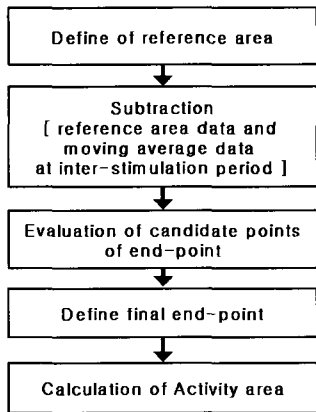 Define of reference area
Subtraction
[ reference area data and
moving average data
at inter-stimulation period ]
Evaluation of candidate points
of end-point
Define final end-point
Calculation of Activity area